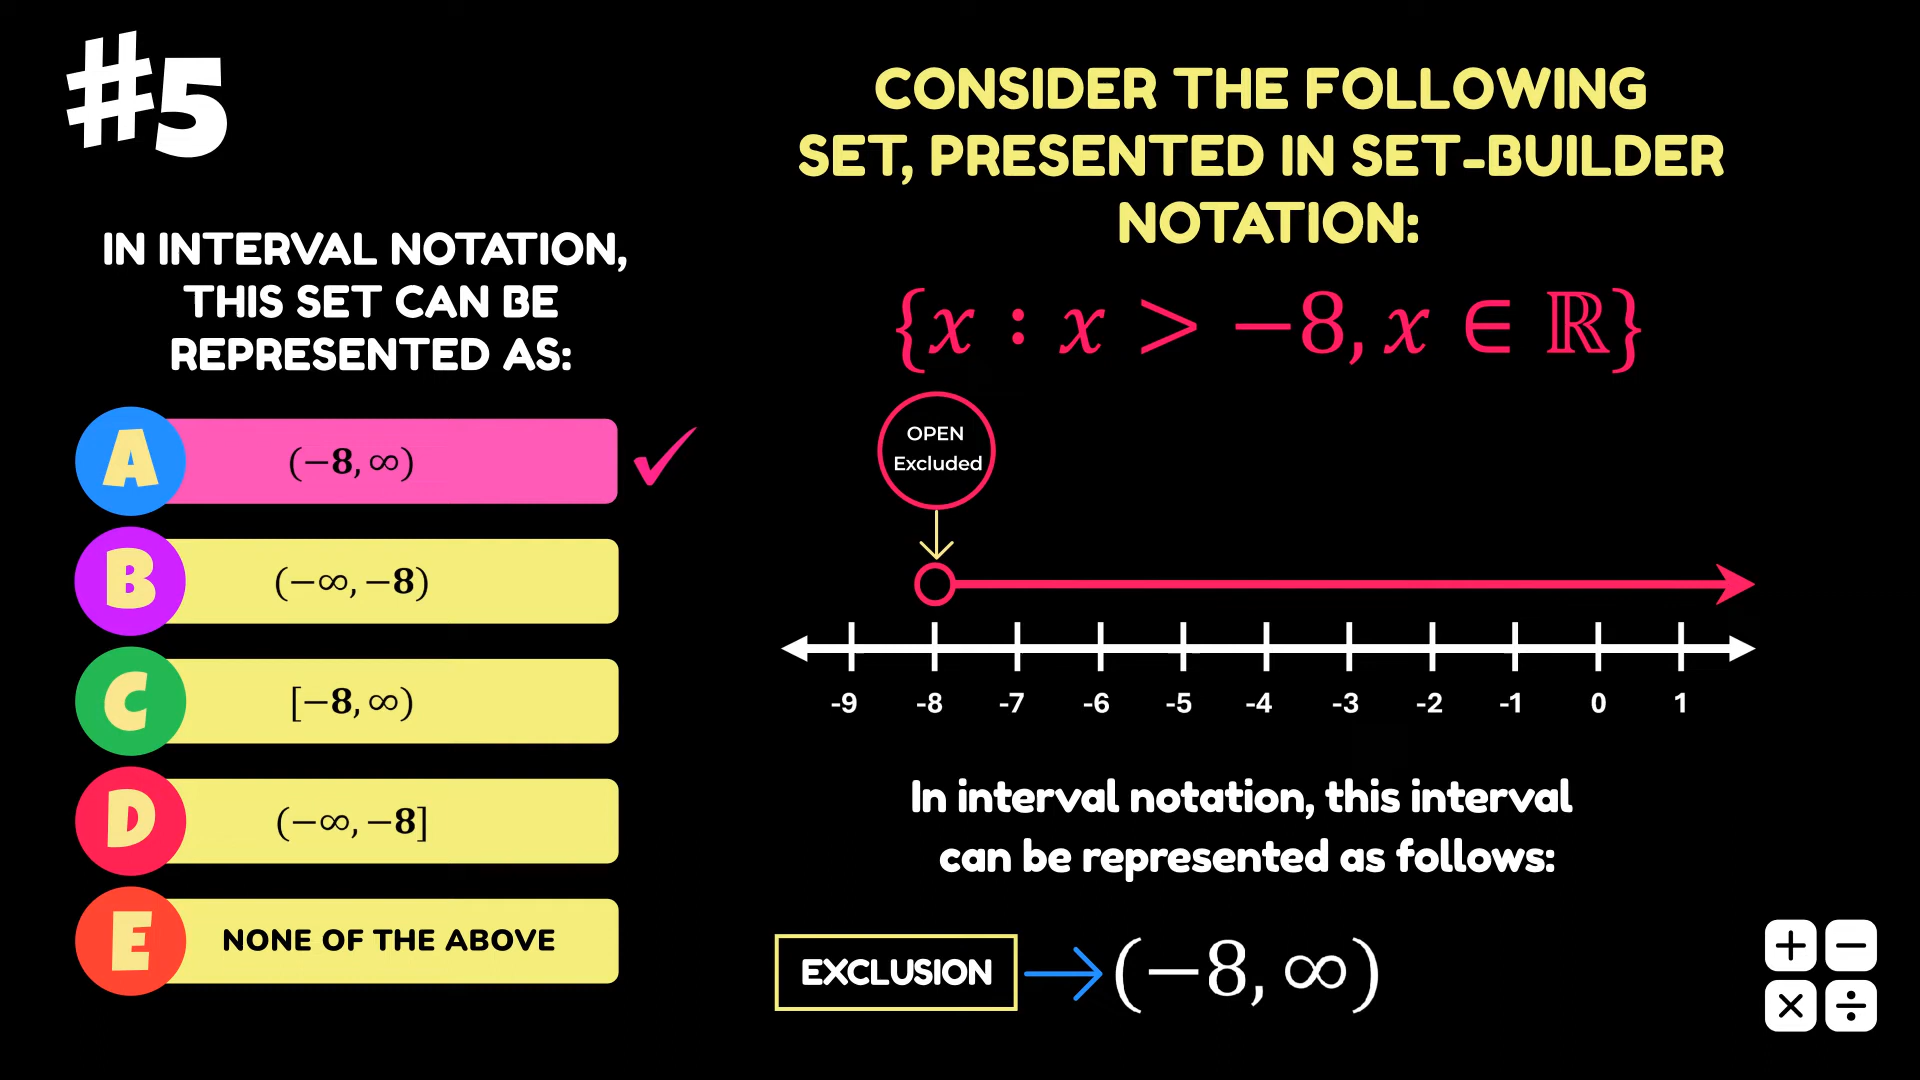 #5
CONSIDER THE FOLLOWING
SET, PRESENTED IN SET-BUILDER
NOTATION:
{x : x > −8, x ∈ ℝ}
IN INTERVAL NOTATION,
THIS SET CAN BE
REPRESENTED AS:
A (−8, ∞) ✓
B (−∞, −8)
C [−8, ∞)
D (−∞, −8]
E NONE OF THE ABOVE
OPEN
Excluded
-9 -8 -7 -6 -5 -4 -3 -2 -1 0 1
In interval notation, this interval
can be represented as follows:
EXCLUSION (−8, ∞)
+ −
× ÷